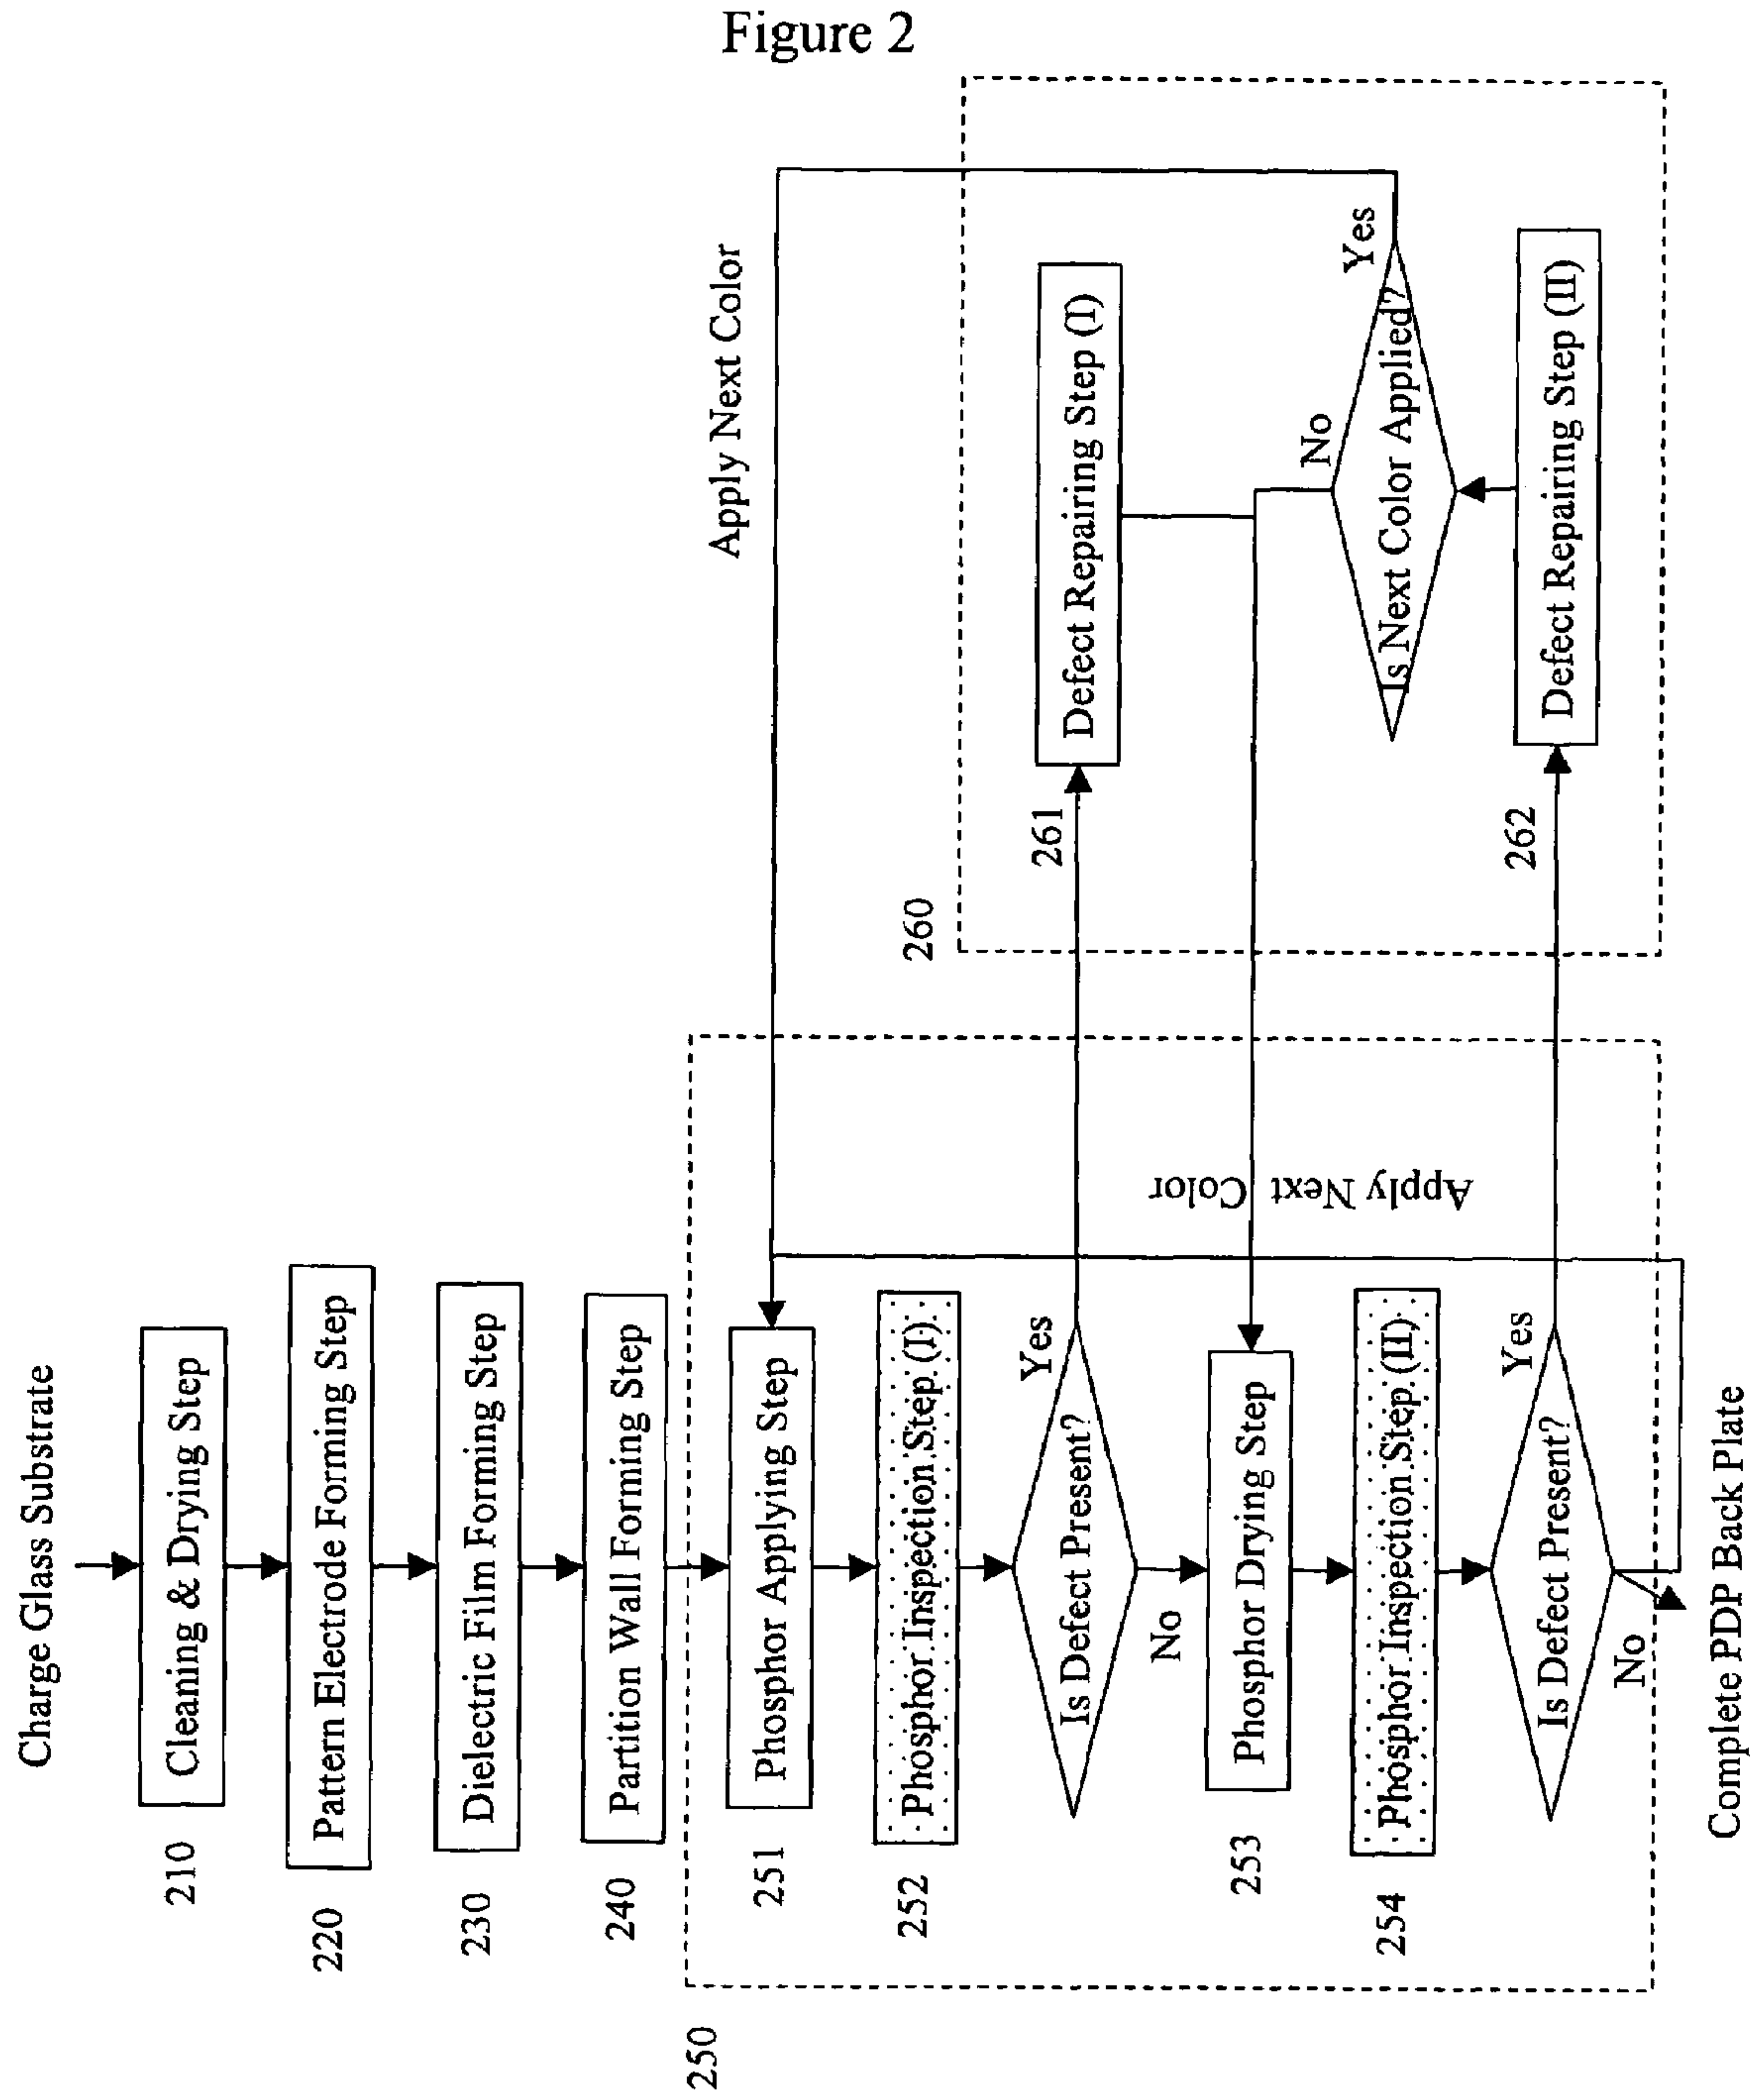 Figure 2
Charge Glass Substrate
210
Cleaning & Drying Step
220
Pattern Electrode Forming Step
230
Dielectric Film Forming Step
240
Partition Wall Forming Step
250
251
Phosphor Applying Step
Apply Next Color
252
Phosphor Inspection Step (I)
Is Defect Present?
Yes
No
260
261
Defect Repairing Step (I)
253
Phosphor Drying Step
Apply Next
Color
No
Is Next Color Applied?
Yes
254
Phosphor Inspection Step (II)
Is Defect Present?
Yes
No
262
Defect Repairing Step (II)
Complete PDP Back Plate